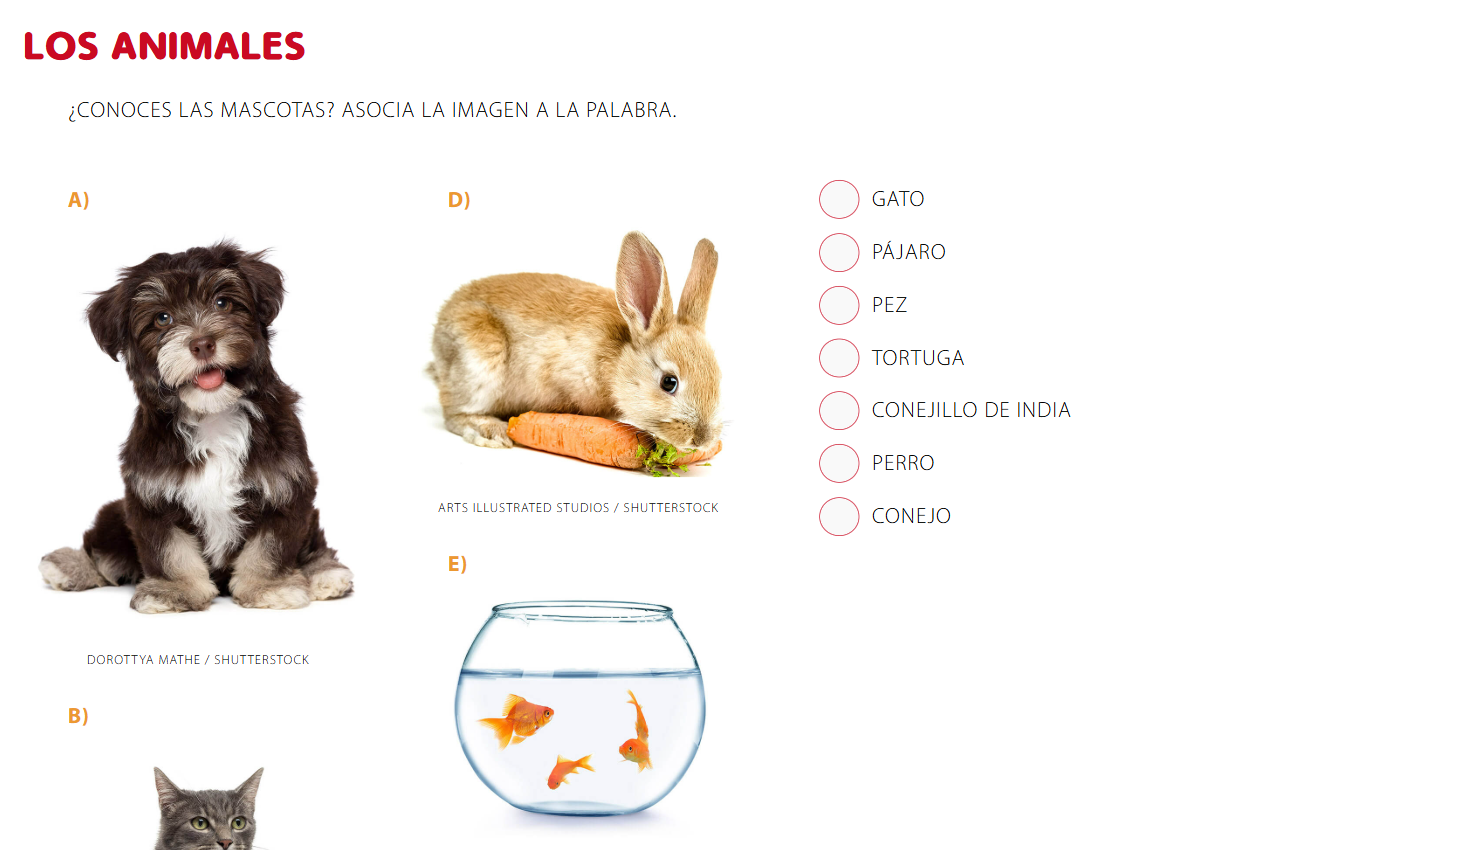 LOS ANIMALES
¿CONOCES LAS MASCOTAS? ASOCIA LA IMAGEN A LA PALABRA.
A)
DOROTTYA MATHE / SHUTTERSTOCK
B)
D)
ARTS ILLUSTRATED STUDIOS / SHUTTERSTOCK
E)
GATO
PÁJARO
PEZ
TORTUGA
CONEJILLO DE INDIA
PERRO
CONEJO